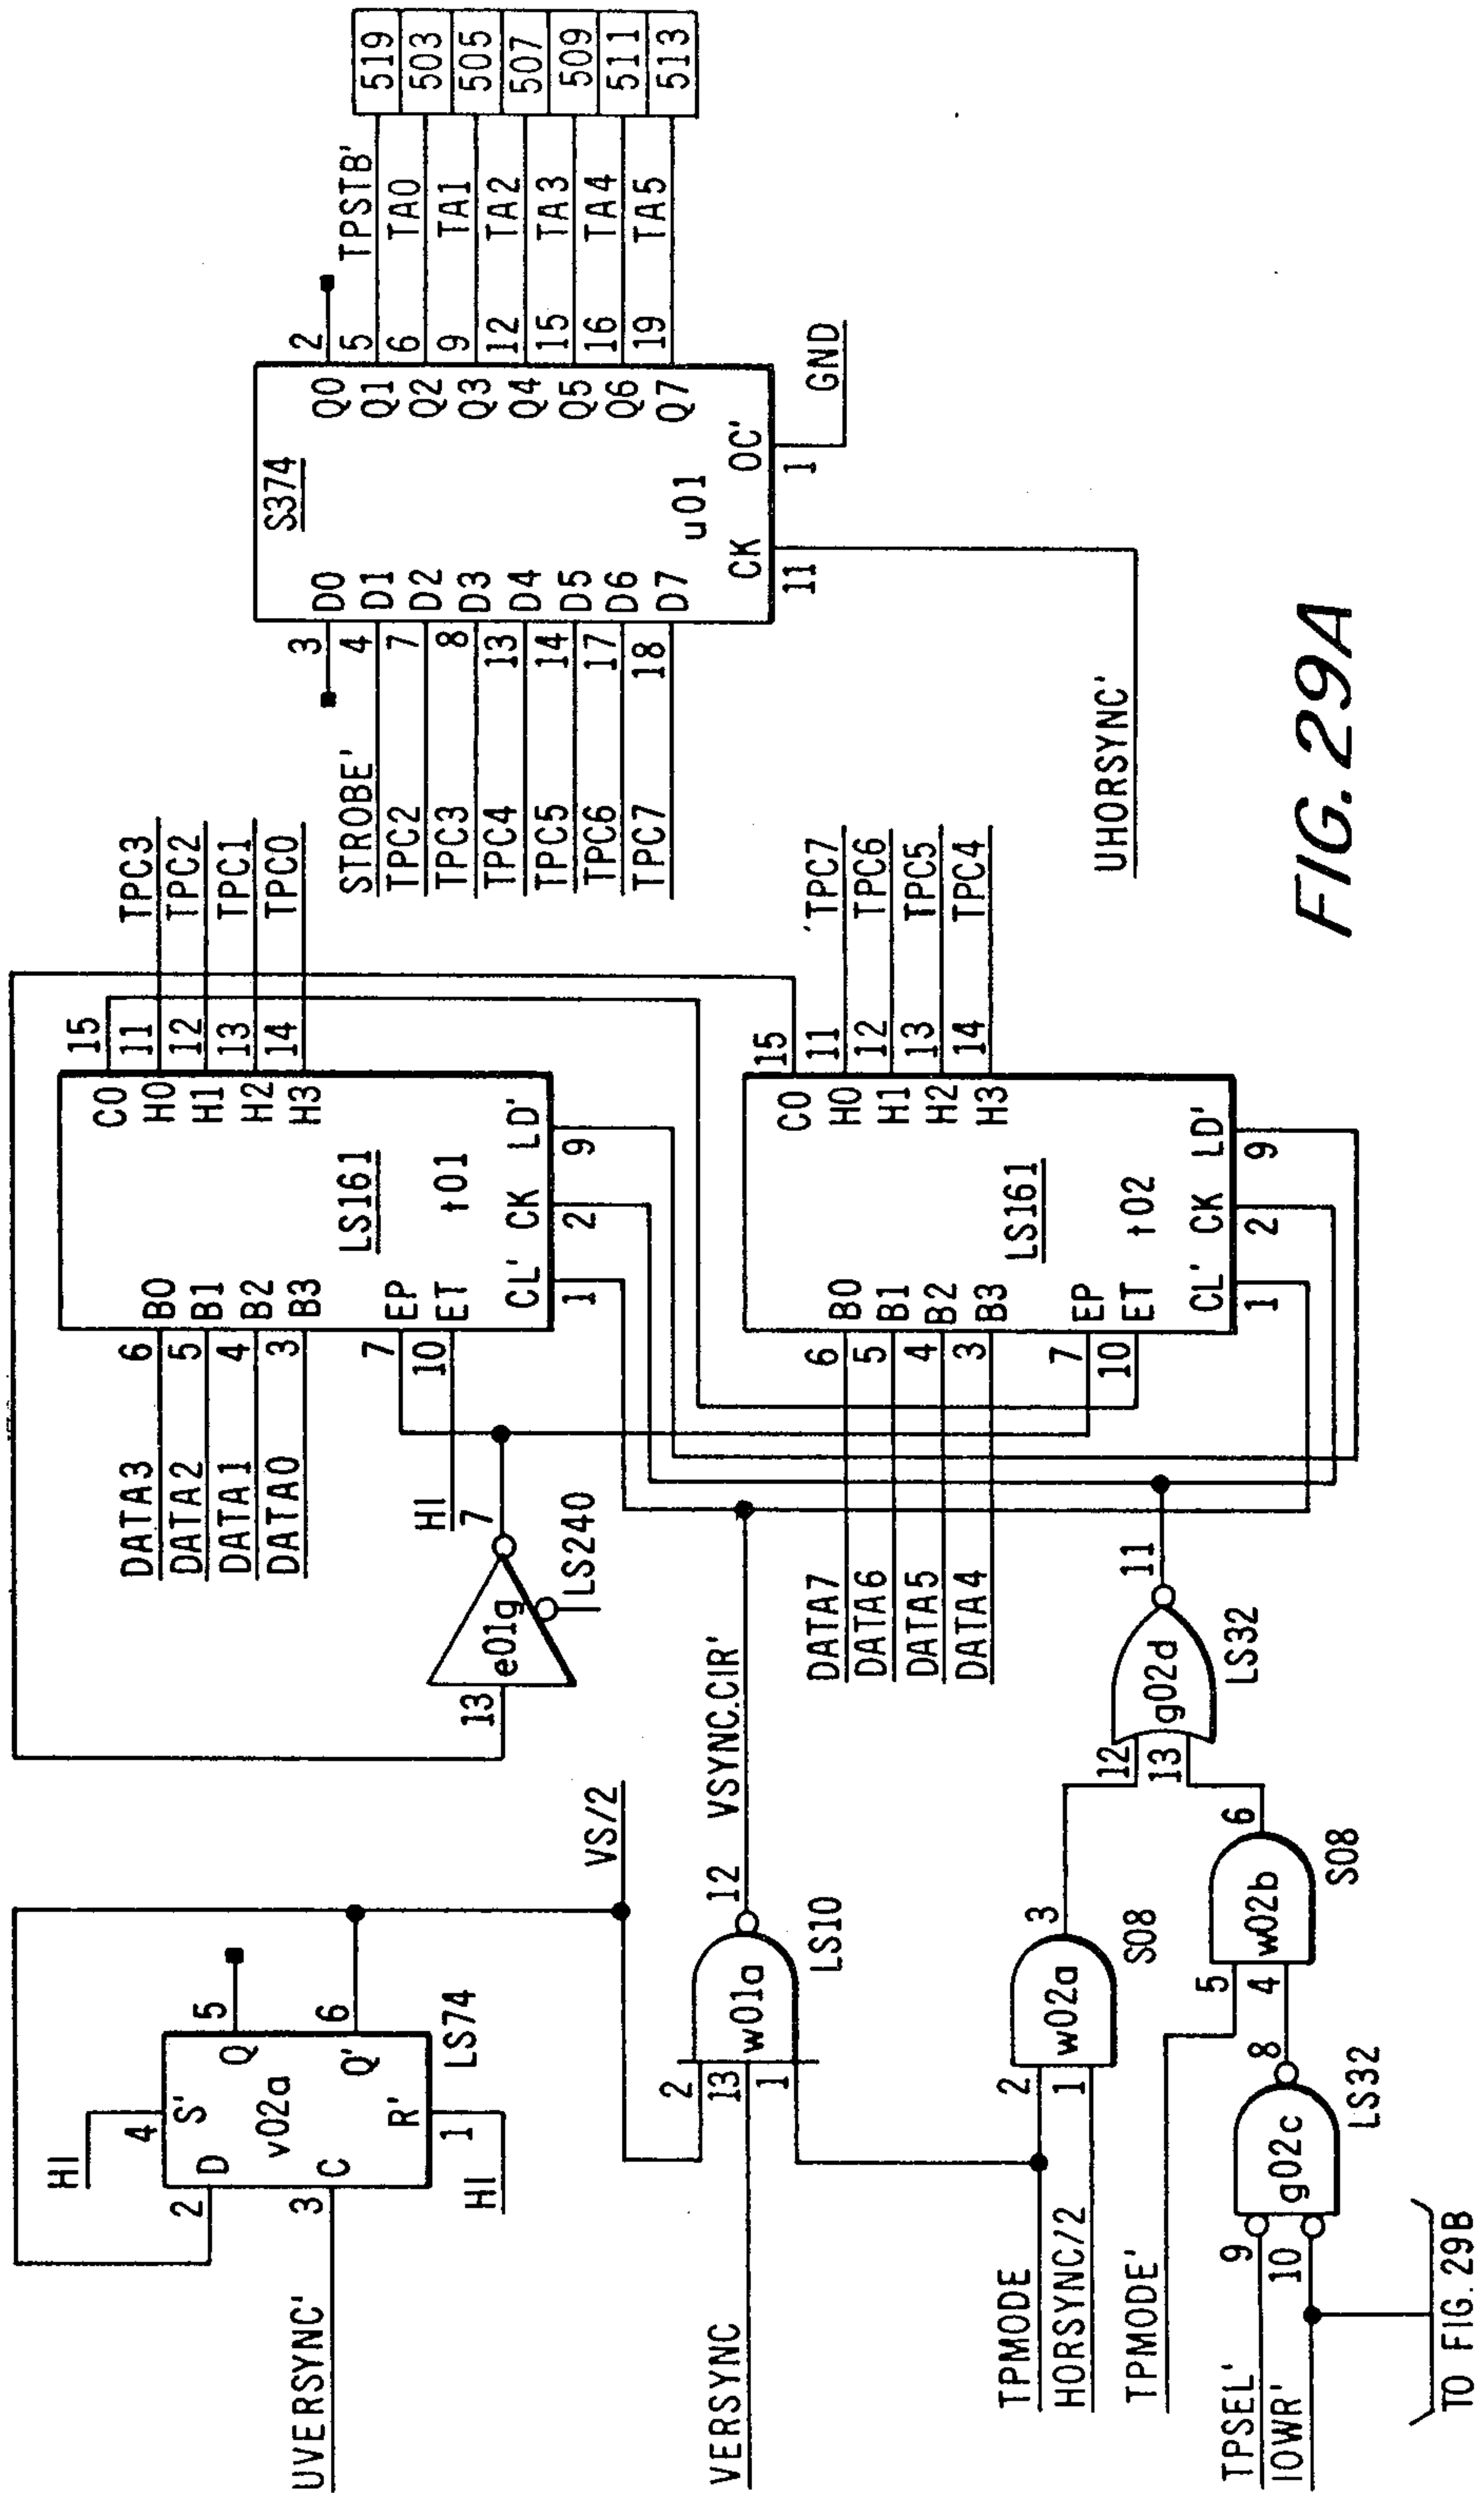 UVERSYNC'
HI
4
S'
2
D
v02a
3
C
R'
1
HI
Q
5
Q'
6
LS74
VS/2
VERSYNC
2
13
1
w01a
LS10
12
VSYNC.CIR'
TPMODE
HORSYNC/2
2
1
w02a
3
S08
TPMODE'
TPSEL'
IOWR'
9
10
g02c
8
LS32
5
4
w02b
6
S08
12
13
g02d
11
LS32
TO FIG. 29B
13
e01g
7
LS240
DATA3
DATA2
DATA1
DATA0
HI
6
5
4
3
7
10
B0
B1
B2
B3
EP
ET
LS161
t01
CL'
CK
LD'
1
2
9
C0
H0
H1
H2
H3
15
11
12
13
14
TPC3
TPC2
TPC1
TPC0
DATA7
DATA6
DATA5
DATA4
6
5
4
3
7
10
B0
B1
B2
B3
EP
ET
LS161
t02
CL'
CK
LD'
1
2
9
C0
H0
H1
H2
H3
15
11
12
13
14
'TPC7
TPC6
TPC5
TPC4
STROBE'
TPC2
TPC3
TPC4
TPC5
TPC6
TPC7
3
4
7
8
13
14
17
18
D0
D1
D2
D3
D4
D5
D6
D7
S374
u01
CK
OC'
11
1
UHORSYNC'
GND
Q0
Q1
Q2
Q3
Q4
Q5
Q6
Q7
2
5
6
9
12
15
16
19
TPSTB'
TA0
TA1
TA2
TA3
TA4
TA5
519
503
505
507
509
511
513
FIG. 29A